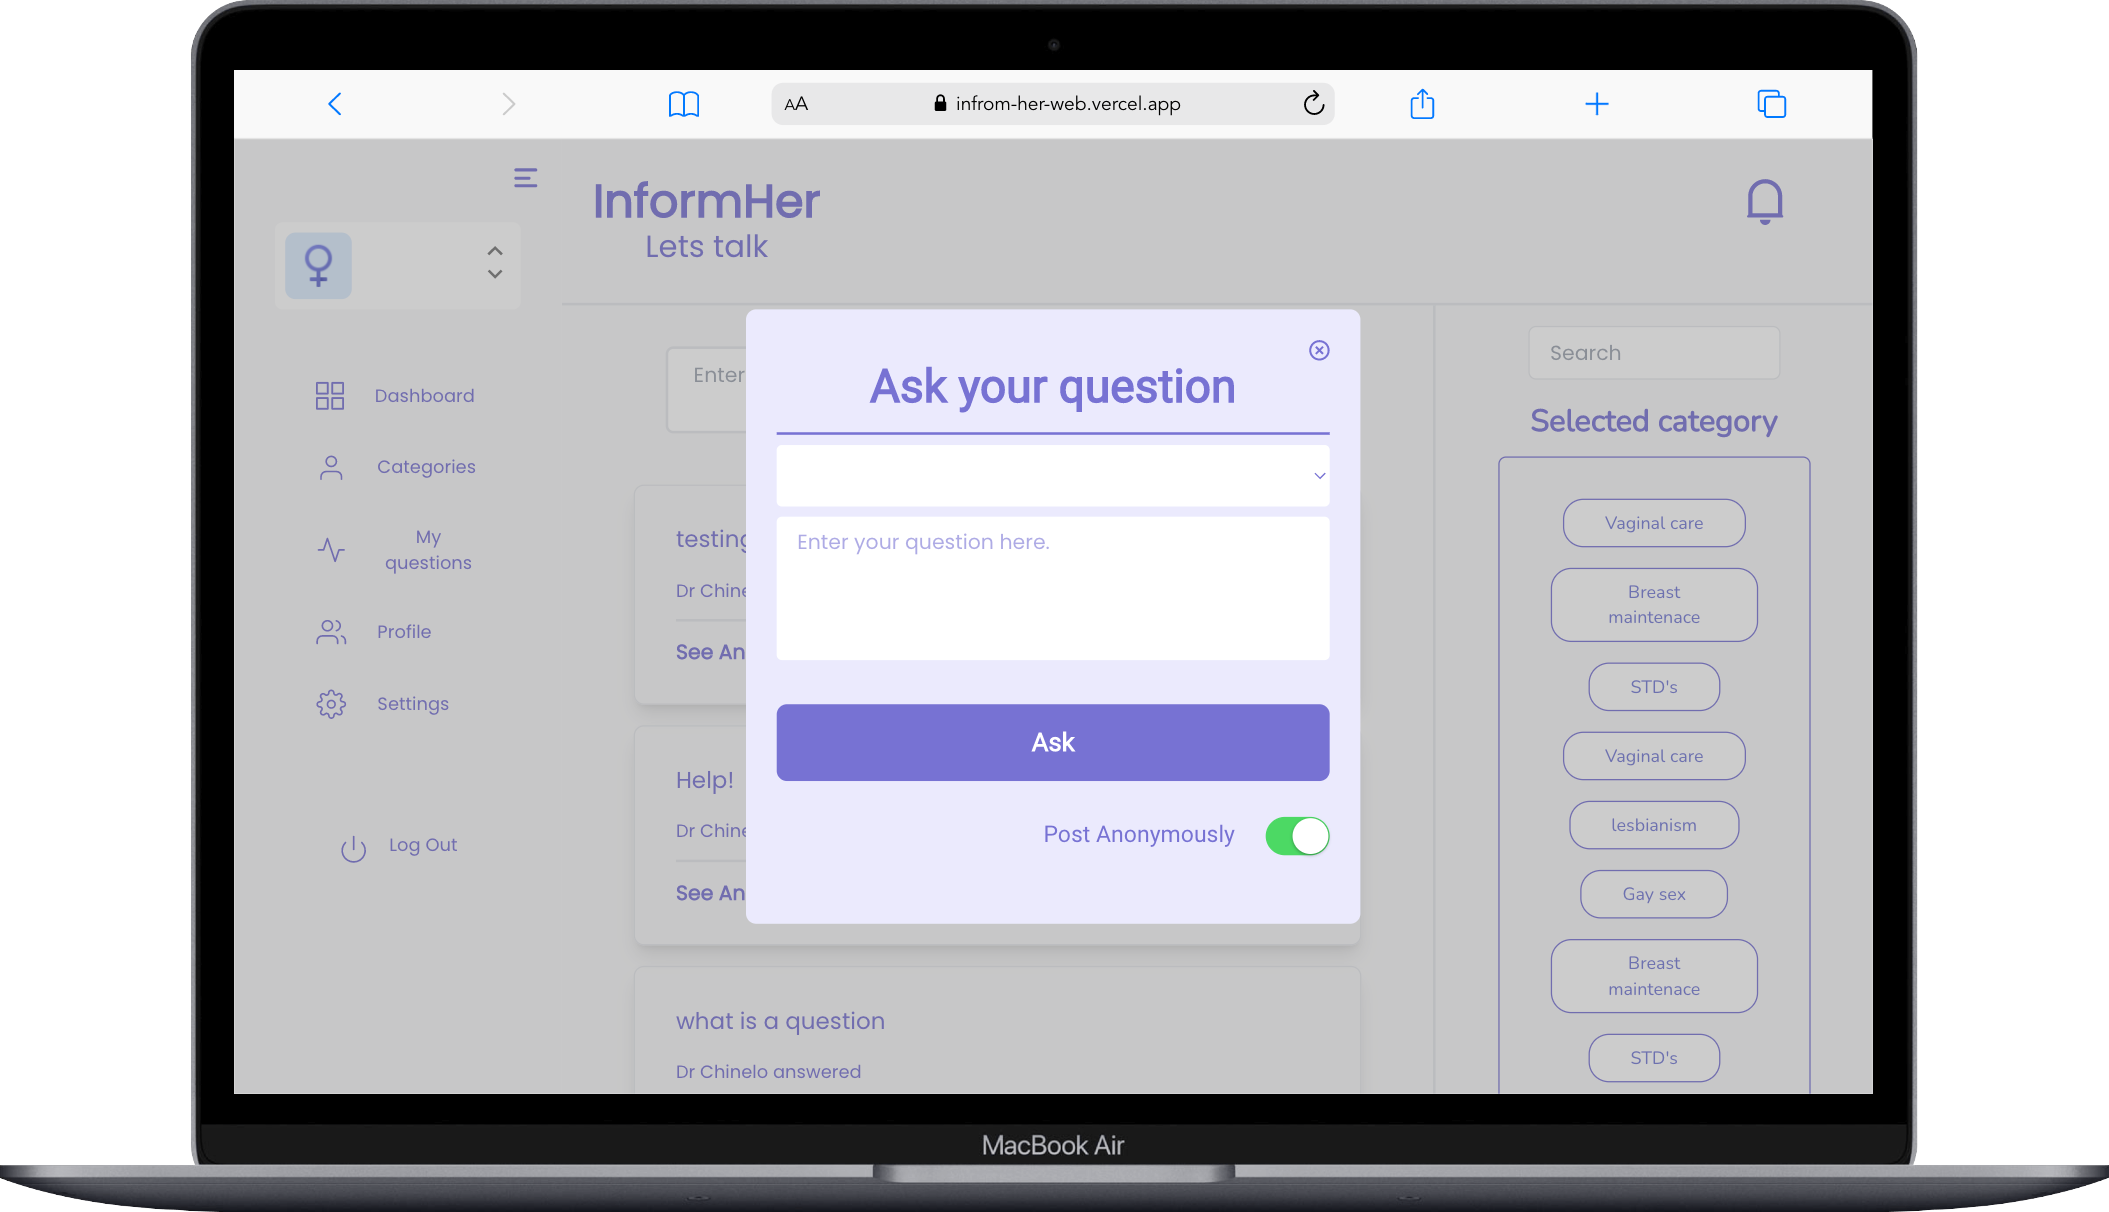 AA
infrom-her-web.vercel.app
InformHer
Lets talk
Dashboard
Categories
My
questions
Profile
Settings
Log Out
Enter
testing
Dr Chine
See An
Help!
Dr Chine
See An
what is a question
Dr Chinelo answered
Ask your question
Enter your question here.
Ask
Post Anonymously
Search
Selected category
Vaginal care
Breast
maintenace
STD's
Vaginal care
lesbianism
Gay sex
Breast
maintenace
STD's
MacBook Air